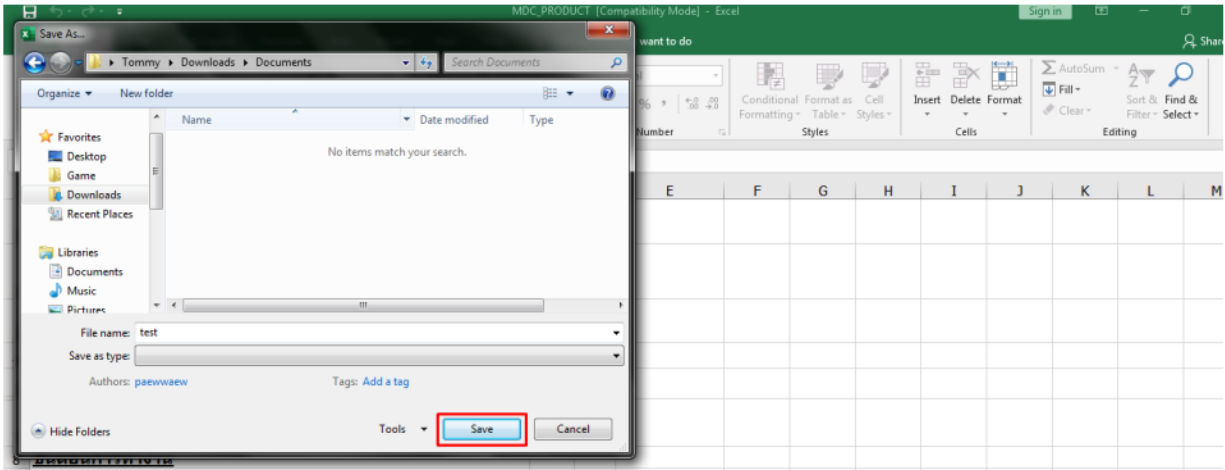 MDC_PRODUCT [Compatibility Mode] - Excel
Sign in
Save As...
want to do
Share
Tommy
Downloads
Documents
Search Documents
Organize
New folder
Name
Date modified
Type
No items match your search.
Favorites
Desktop
Game
Downloads
Recent Places
Libraries
Documents
Music
Pictures
File name: test
Save as type:
Authors: paewwaew
Tags: Add a tag
Hide Folders
Tools
Save
Cancel
%
Number
Conditional Formatting
Format as Table
Cell Styles
Styles
Insert
Delete
Format
Cells
AutoSum
Fill
Clear
Sort & Filter
Find & Select
Editing
E F G H I J K L M
8